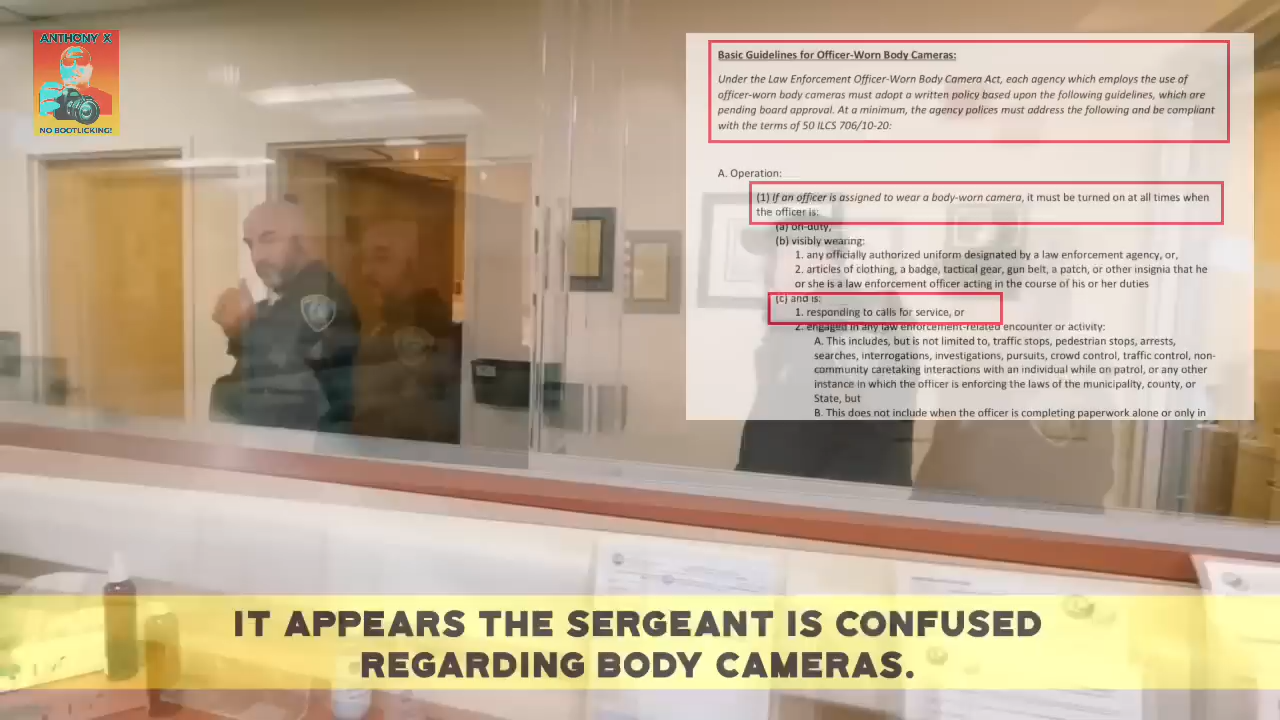 ANTHONY X
NO BOOTLICKING!
Basic Guidelines for Officer-Worn Body Cameras:
Under the Law Enforcement Officer-Worn Body Camera Act, each agency which employs the use of
officer-worn body cameras must adopt a written policy based upon the following guidelines, which are
pending board approval. At a minimum, the agency polices must address the following and be compliant
with the terms of 50 ILCS 706/10-20:
A. Operation:
(1) If an officer is assigned to wear a body-worn camera, it must be turned on at all times when
the officer is:
(a) on-duty,
(b) visibly wearing:
1. any officially authorized uniform designated by a law enforcement agency, or,
2. articles of clothing, a badge, tactical gear, gun belt, a patch, or other insignia that he
or she is a law enforcement officer acting in the course of his or her duties
(c) and is:
1. responding to calls for service, or
2. engaged in any law enforcement-related encounter or activity:
A. This includes, but is not limited to, traffic stops, pedestrian stops, arrests,
searches, interrogations, investigations, pursuits, crowd control, traffic control, non-
community caretaking interactions with an individual while on patrol, or any other
instance in which the officer is enforcing the laws of the municipality, county, or
State, but
B. This does not include when the officer is completing paperwork alone or only in
IT APPEARS THE SERGEANT IS CONFUSED
REGARDING BODY CAMERAS.